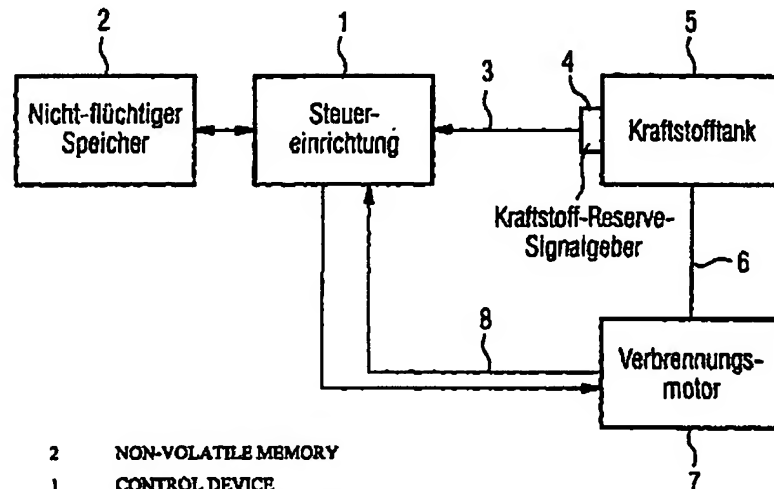 2
1
5
4
3
Nicht-flüchtiger
Speicher
Steuer-
einrichtung
Kraftstofftank
Kraftstoff-Reserve-
Signalgeber
6
8
Verbrennungs-
motor
7
2 NON-VOLATILE MEMORY
1 CONTROL DEVICE